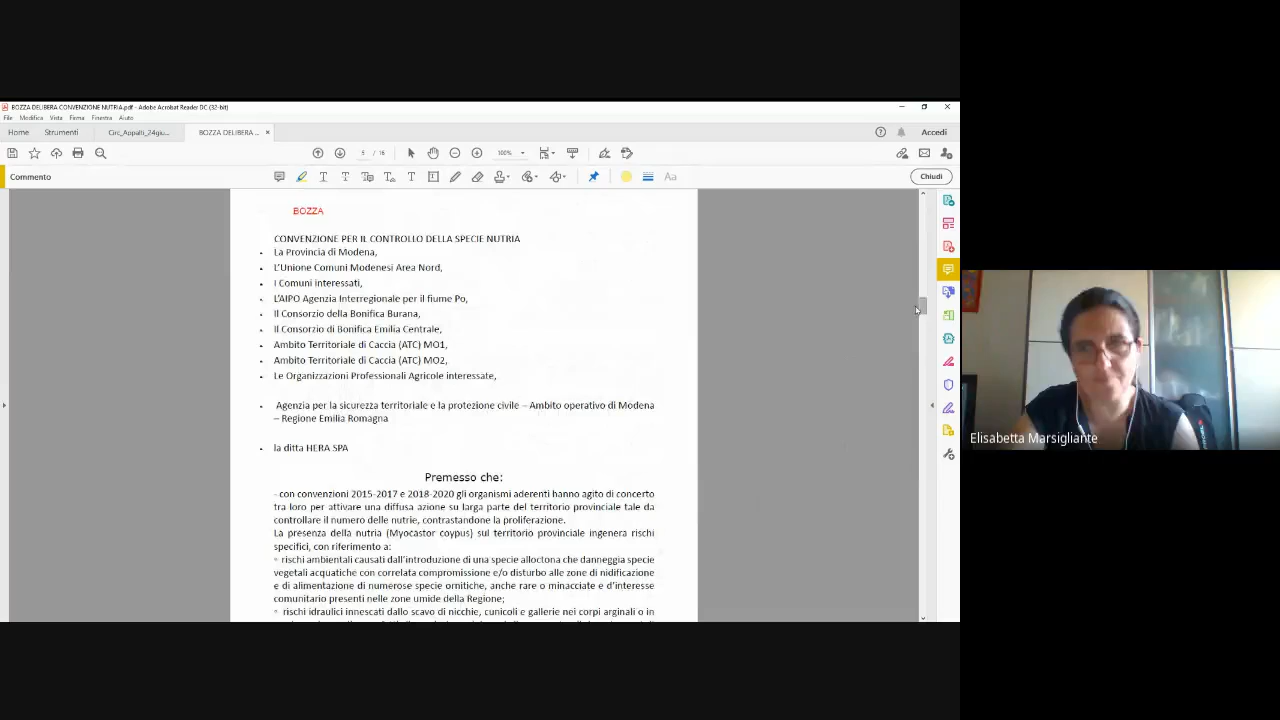 BOZZA DELIBERA CONVENZIONE NUTRIA.pdf - Adobe Acrobat Reader DC (32-bit)
File Modifica Vista Firma Finestra Aiuto
Home Strumenti Circ_Appalti_24giu... BOZZA DELIBERA ... ×
Accedi
5 / 16 100%
Commento
Aa
Chiudi
BOZZA
CONVENZIONE PER IL CONTROLLO DELLA SPECIE NUTRIA
• La Provincia di Modena,
• L'Unione Comuni Modenesi Area Nord,
• I Comuni interessati,
• L'AIPO Agenzia Interregionale per il fiume Po,
• Il Consorzio della Bonifica Burana,
• Il Consorzio di Bonifica Emilia Centrale,
• Ambito Territoriale di Caccia (ATC) MO1,
• Ambito Territoriale di Caccia (ATC) MO2,
• Le Organizzazioni Professionali Agricole interessate,
• Agenzia per la sicurezza territoriale e la protezione civile – Ambito operativo di Modena
– Regione Emilia Romagna
• la ditta HERA SPA
Premesso che:
- con convenzioni 2015-2017 e 2018-2020 gli organismi aderenti hanno agito di concerto
tra loro per attivare una diffusa azione su larga parte del territorio provinciale tale da
controllare il numero delle nutrie, contrastandone la proliferazione.
La presenza della nutria (Myocastor coypus) sul territorio provinciale ingenera rischi
specifici, con riferimento a:
° rischi ambientali causati dall'introduzione di una specie alloctona che danneggia specie
vegetali acquatiche con correlata compromissione e/o disturbo alle zone di nidificazione
e di alimentazione di numerose specie ornitiche, anche rare o minacciate e d'interesse
comunitario presenti nelle zone umide della Regione;
° rischi idraulici innescati dallo scavo di nicchie, cunicoli e gallerie nei corpi arginali o in
Elisabetta Marsigliante